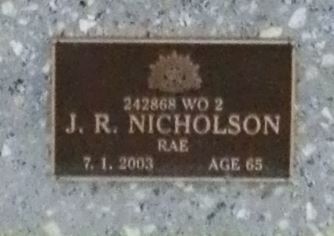 242868 WO 2
J. R. NICHOLSON
RAE
7. 1. 2003 AGE 65